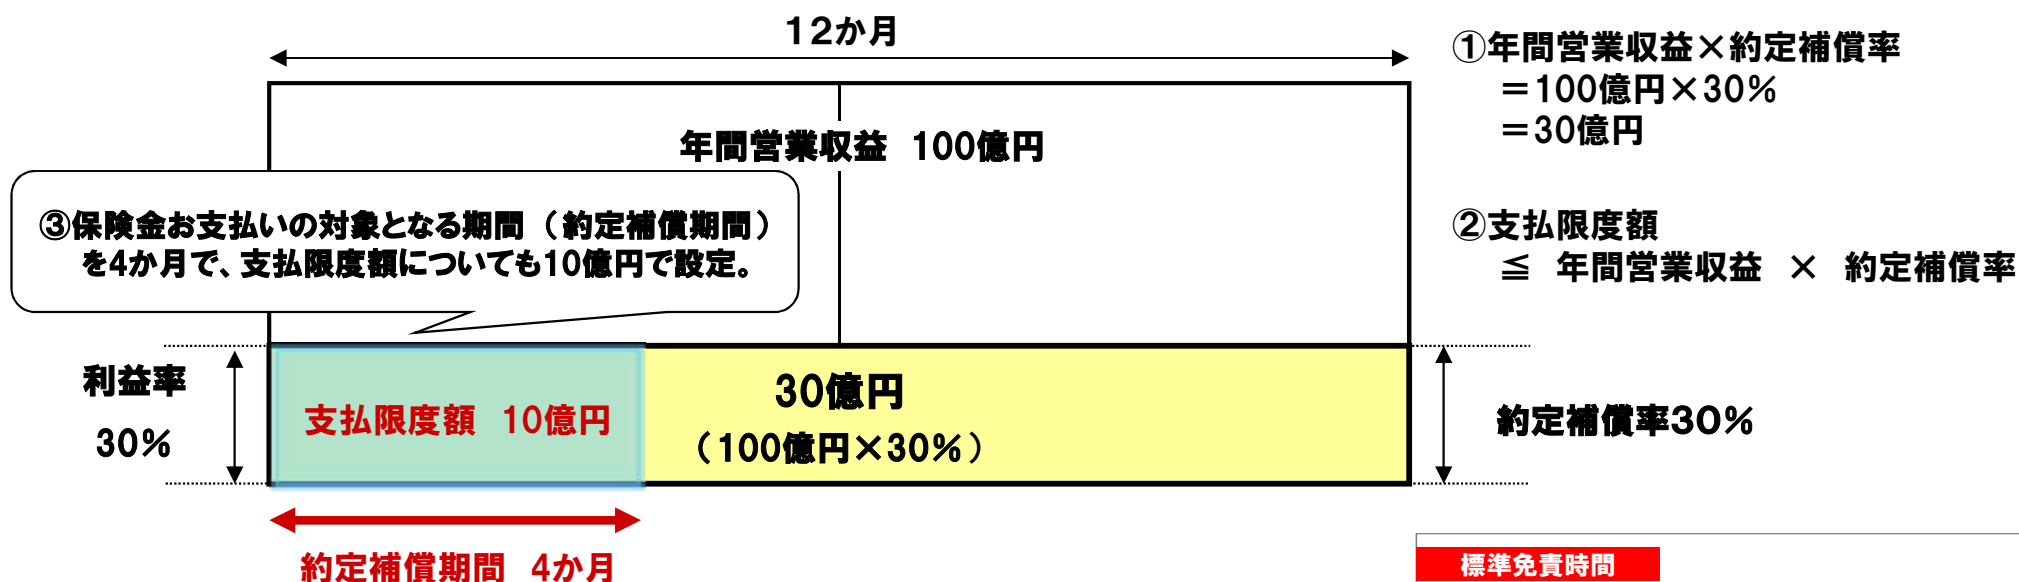 12か月
①年間営業収益×約定補償率
=100億円×30%
=30億円
年間営業収益 100億円
②支払限度額
≦ 年間営業収益 × 約定補償率
③保険金お支払いの対象となる期間(約定補償期間)
を4か月で、支払限度額についても10億円で設定。
利益率
30%
支払限度額 10億円
30億円
(100億円×30%)
約定補償率30%
約定補償期間 4か月
標準免責時間